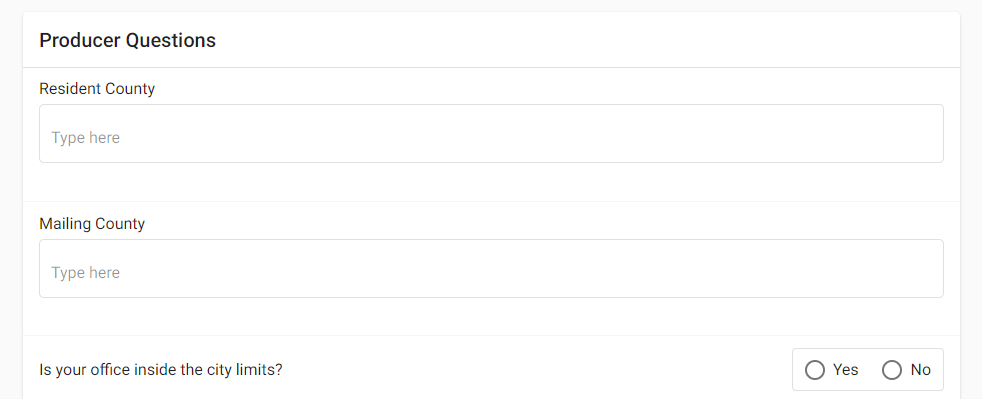 Producer Questions
Resident County
Type here
Mailing County
Type here
Is your office inside the city limits? Yes No